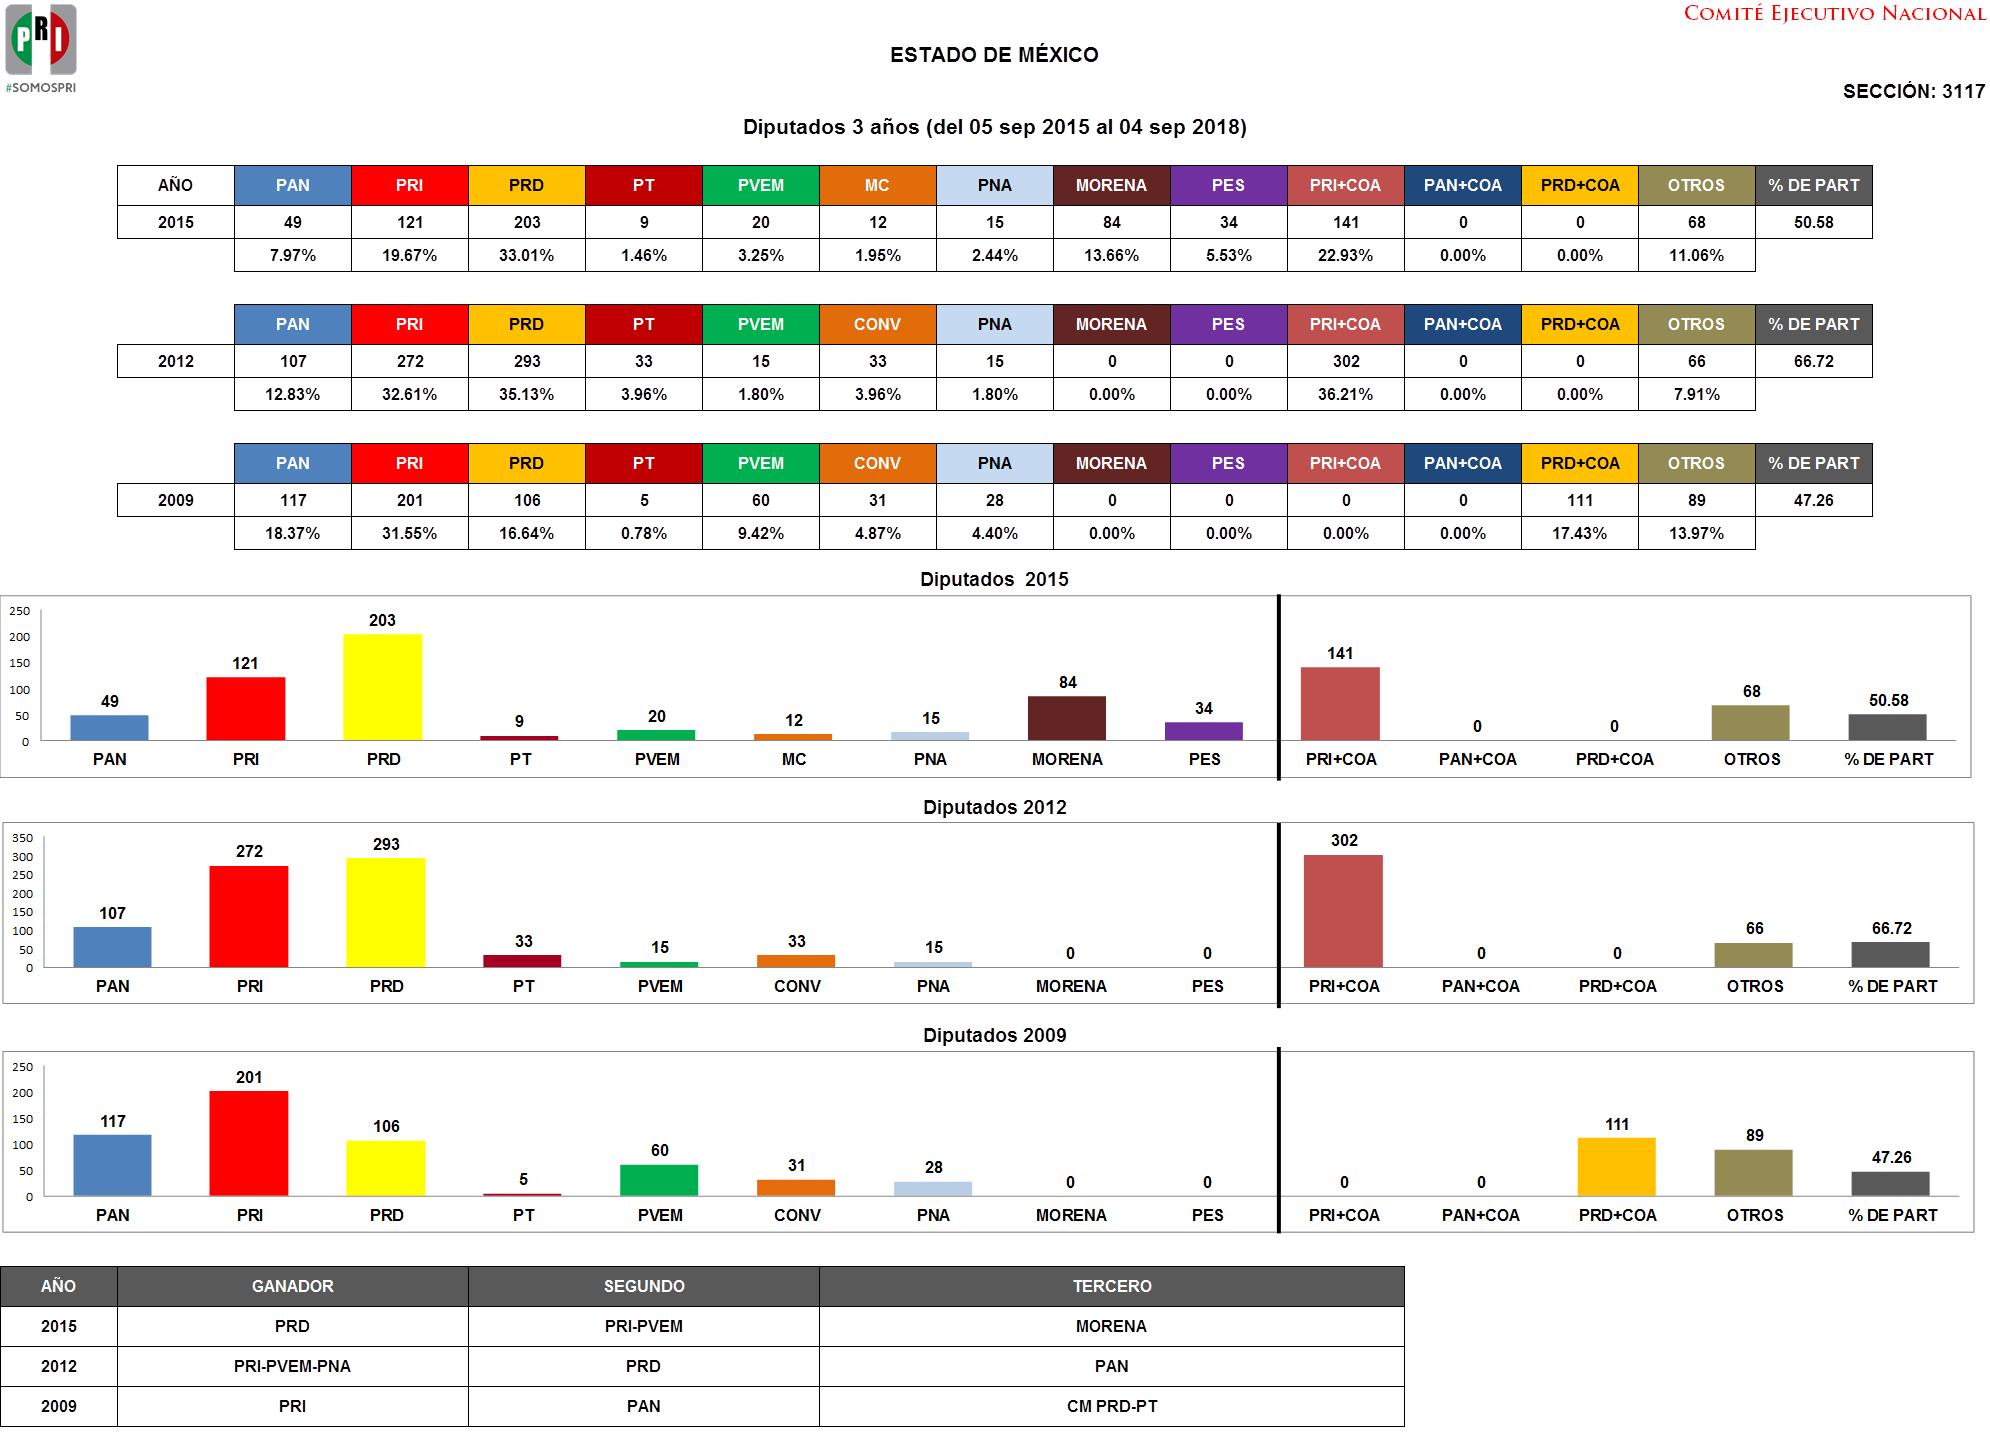 PRI
#SOMOSPRI
COMITÉ EJECUTIVO NACIONAL
ESTADO DE MÉXICO
SECCIÓN: 3117
Diputados 3 años (del 05 sep 2015 al 04 sep 2018)
AÑO PAN PRI PRD PT PVEM MC PNA MORENA PES PRI+COA PAN+COA PRD+COA OTROS % DE PART
2015 49 121 203 9 20 12 15 84 34 141 0 0 68 50.58
7.97% 19.67% 33.01% 1.46% 3.25% 1.95% 2.44% 13.66% 5.53% 22.93% 0.00% 0.00% 11.06%
PAN PRI PRD PT PVEM CONV PNA MORENA PES PRI+COA PAN+COA PRD+COA OTROS % DE PART
2012 107 272 293 33 15 33 15 0 0 302 0 0 66 66.72
12.83% 32.61% 35.13% 3.96% 1.80% 3.96% 1.80% 0.00% 0.00% 36.21% 0.00% 0.00% 7.91%
PAN PRI PRD PT PVEM CONV PNA MORENA PES PRI+COA PAN+COA PRD+COA OTROS % DE PART
2009 117 201 106 5 60 31 28 0 0 0 0 111 89 47.26
18.37% 31.55% 16.64% 0.78% 9.42% 4.87% 4.40% 0.00% 0.00% 0.00% 0.00% 17.43% 13.97%
Diputados 2015
250
200
150
100
50
0
49 121 203 9 20 12 15 84 34 141 0 0 68 50.58
PAN PRI PRD PT PVEM MC PNA MORENA PES PRI+COA PAN+COA PRD+COA OTROS % DE PART
Diputados 2012
350
300
250
200
150
100
50
0
107 272 293 33 15 33 15 0 0 302 0 0 66 66.72
PAN PRI PRD PT PVEM CONV PNA MORENA PES PRI+COA PAN+COA PRD+COA OTROS % DE PART
Diputados 2009
250
200
150
100
50
0
117 201 106 5 60 31 28 0 0 0 0 111 89 47.26
PAN PRI PRD PT PVEM CONV PNA MORENA PES PRI+COA PAN+COA PRD+COA OTROS % DE PART
AÑO GANADOR SEGUNDO TERCERO
2015 PRD PRI-PVEM MORENA
2012 PRI-PVEM-PNA PRD PAN
2009 PRI PAN CM PRD-PT